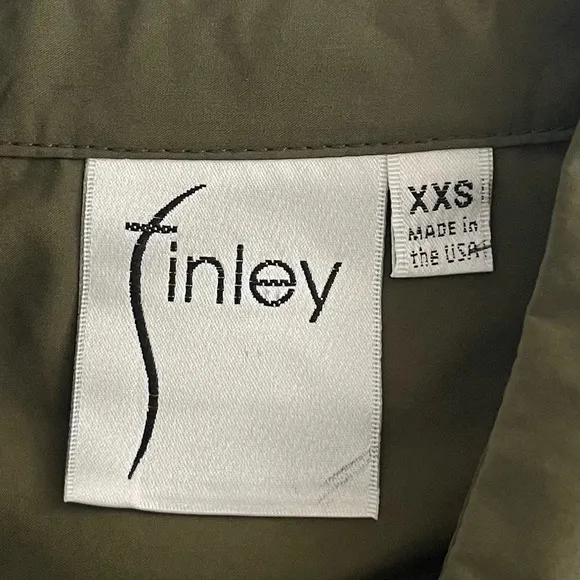 finley
XXS
MADE in
the USA